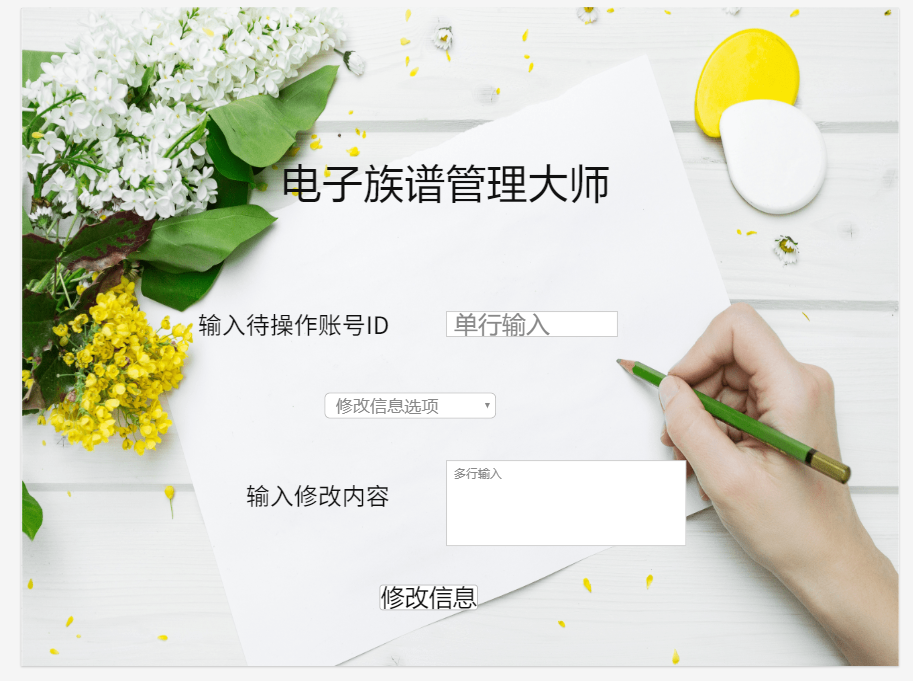 电子族谱管理大师
输入待操作账号ID
单行输入
修改信息选项
输入修改内容
多行输入
修改信息